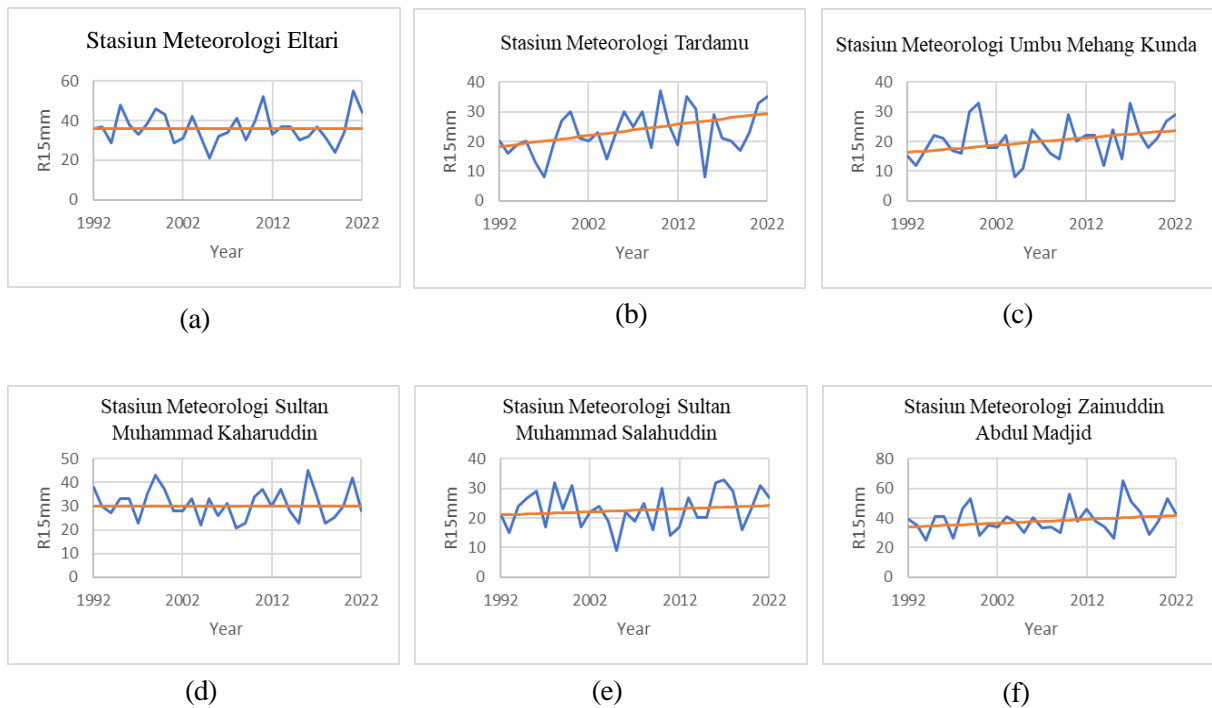 Stasiun Meteorologi Eltari
60
40
20
0
R15mm
1992
2002
2012
2022
Year
(a)
Stasiun Meteorologi Tardamu
40
30
20
10
0
R15mm
1992
2002
2012
2022
Year
(b)
Stasiun Meteorologi Umbu Mehang Kunda
40
30
20
10
0
R15mm
1992
2002
2012
2022
Year
(c)
Stasiun Meteorologi Sultan
Muhammad Kaharuddin
50
40
30
20
10
0
R15mm
1992
2002
2012
2022
Year
(d)
Stasiun Meteorologi Sultan
Muhammad Salahuddin
40
30
20
10
0
R15mm
1992
2002
2012
2022
Year
(e)
Stasiun Meteorologi Zainuddin
Abdul Madjid
80
60
40
20
0
R15mm
1992
2002
2012
2022
Year
(f)